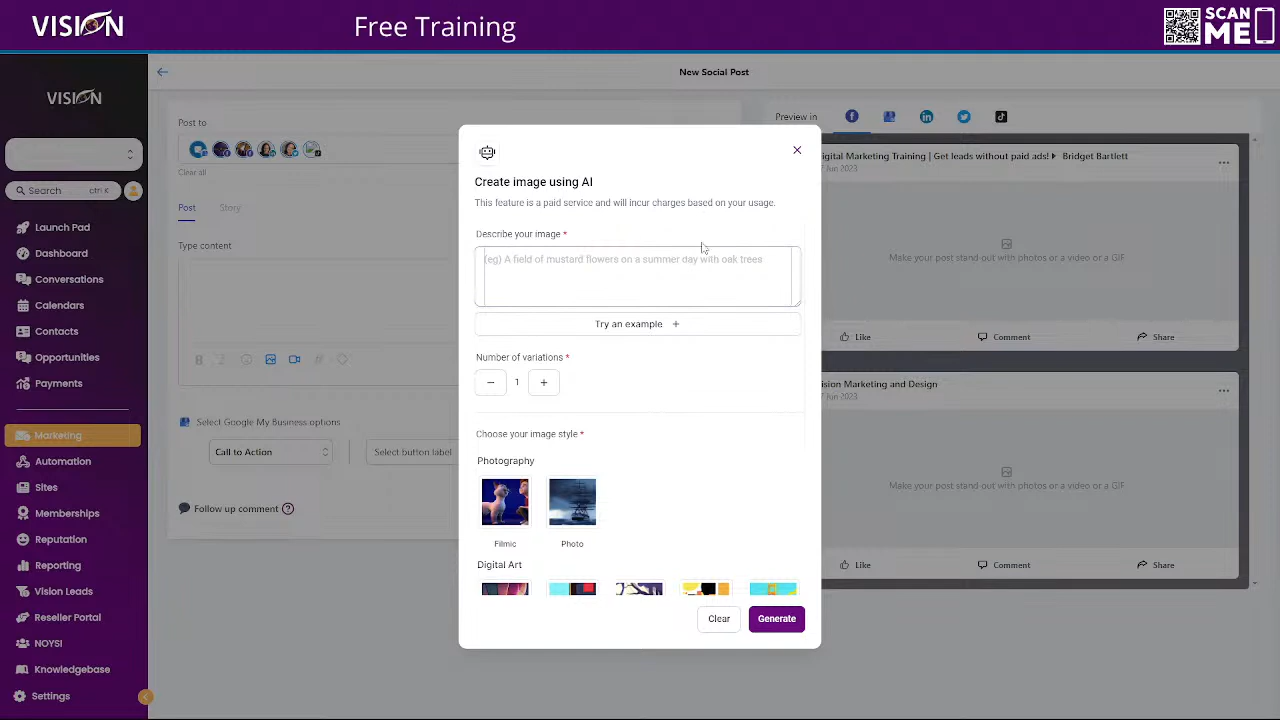 VISION
Free Training
SCAN
ME
VISION
Search
ctrl K
Launch Pad
Dashboard
Conversations
Calendars
Contacts
Opportunities
Payments
Marketing
Automation
Sites
Memberships
Reputation
Reporting
Vision Leads
Reseller Portal
NOYSI
Knowledgebase
Settings
New Social Post
Post to
Clear all
Post
Story
Type content
Select Google My Business options
Call to Action
Select button label
Follow up comment
Create image using AI
This feature is a paid service and will incur charges based on your usage.
Describe your image *
(eg) A field of mustard flowers on a summer day with oak trees
Try an example +
Number of variations *
− 1 +
Choose your image style *
Photography
Filmic
Photo
Digital Art
Clear
Generate
Preview in
igital Marketing Training | Get leads without paid ads! Bridget Bartlett
Jun 2023
Make your post stand-out with photos or a video or a GIF
Like
Comment
Share
ision Marketing and Design
Jun 2023
Make your post stand-out with photos or a video or a GIF
Like
Comment
Share